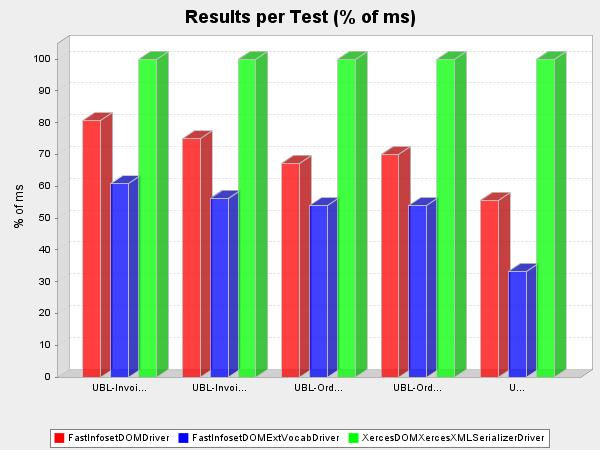 Results per Test (% of ms)
% of ms
100
90
80
70
60
50
40
30
20
10
0
UBL-Invoi... UBL-Invoi... UBL-Ord... UBL-Ord... U...
FastInfosetDOMDriver FastInfosetDOMExtVocabDriver XercesDOMXercesXMLSerializerDriver